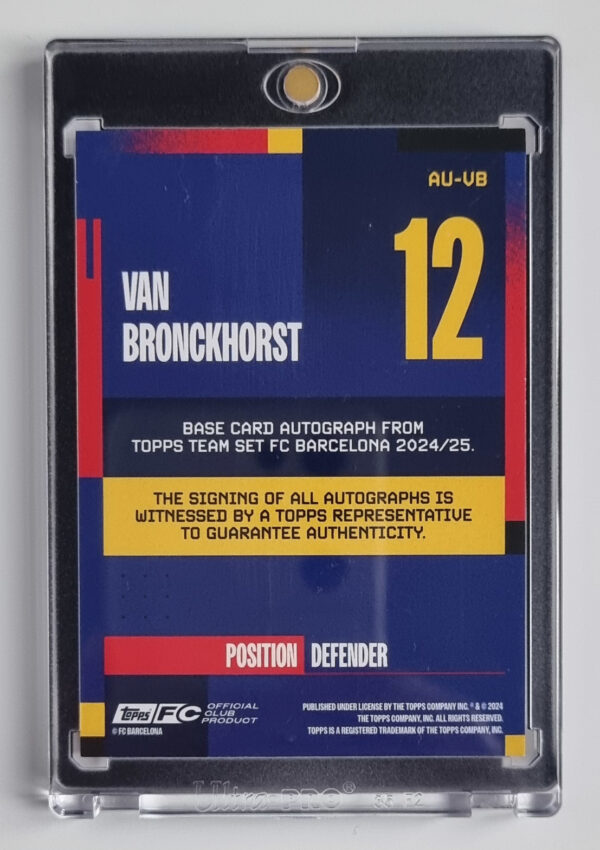 AU-VB
12
VAN
BRONCKHORST
BASE CARD AUTOGRAPH FROM
TOPPS TEAM SET FC BARCELONA 2024/25.
THE SIGNING OF ALL AUTOGRAPHS IS
WITNESSED BY A TOPPS REPRESENTATIVE
TO GUARANTEE AUTHENTICITY.
POSITION DEFENDER
Topps FC OFFICIAL
CLUB
PRODUCT
© FC BARCELONA
PUBLISHED UNDER LICENSE BY THE TOPPS COMPANY INC. ® & © 2024
THE TOPPS COMPANY, INC. ALL RIGHTS RESERVED.
TOPPS IS A REGISTERED TRADEMARK OF THE TOPPS COMPANY, INC.
Ultra PRO®